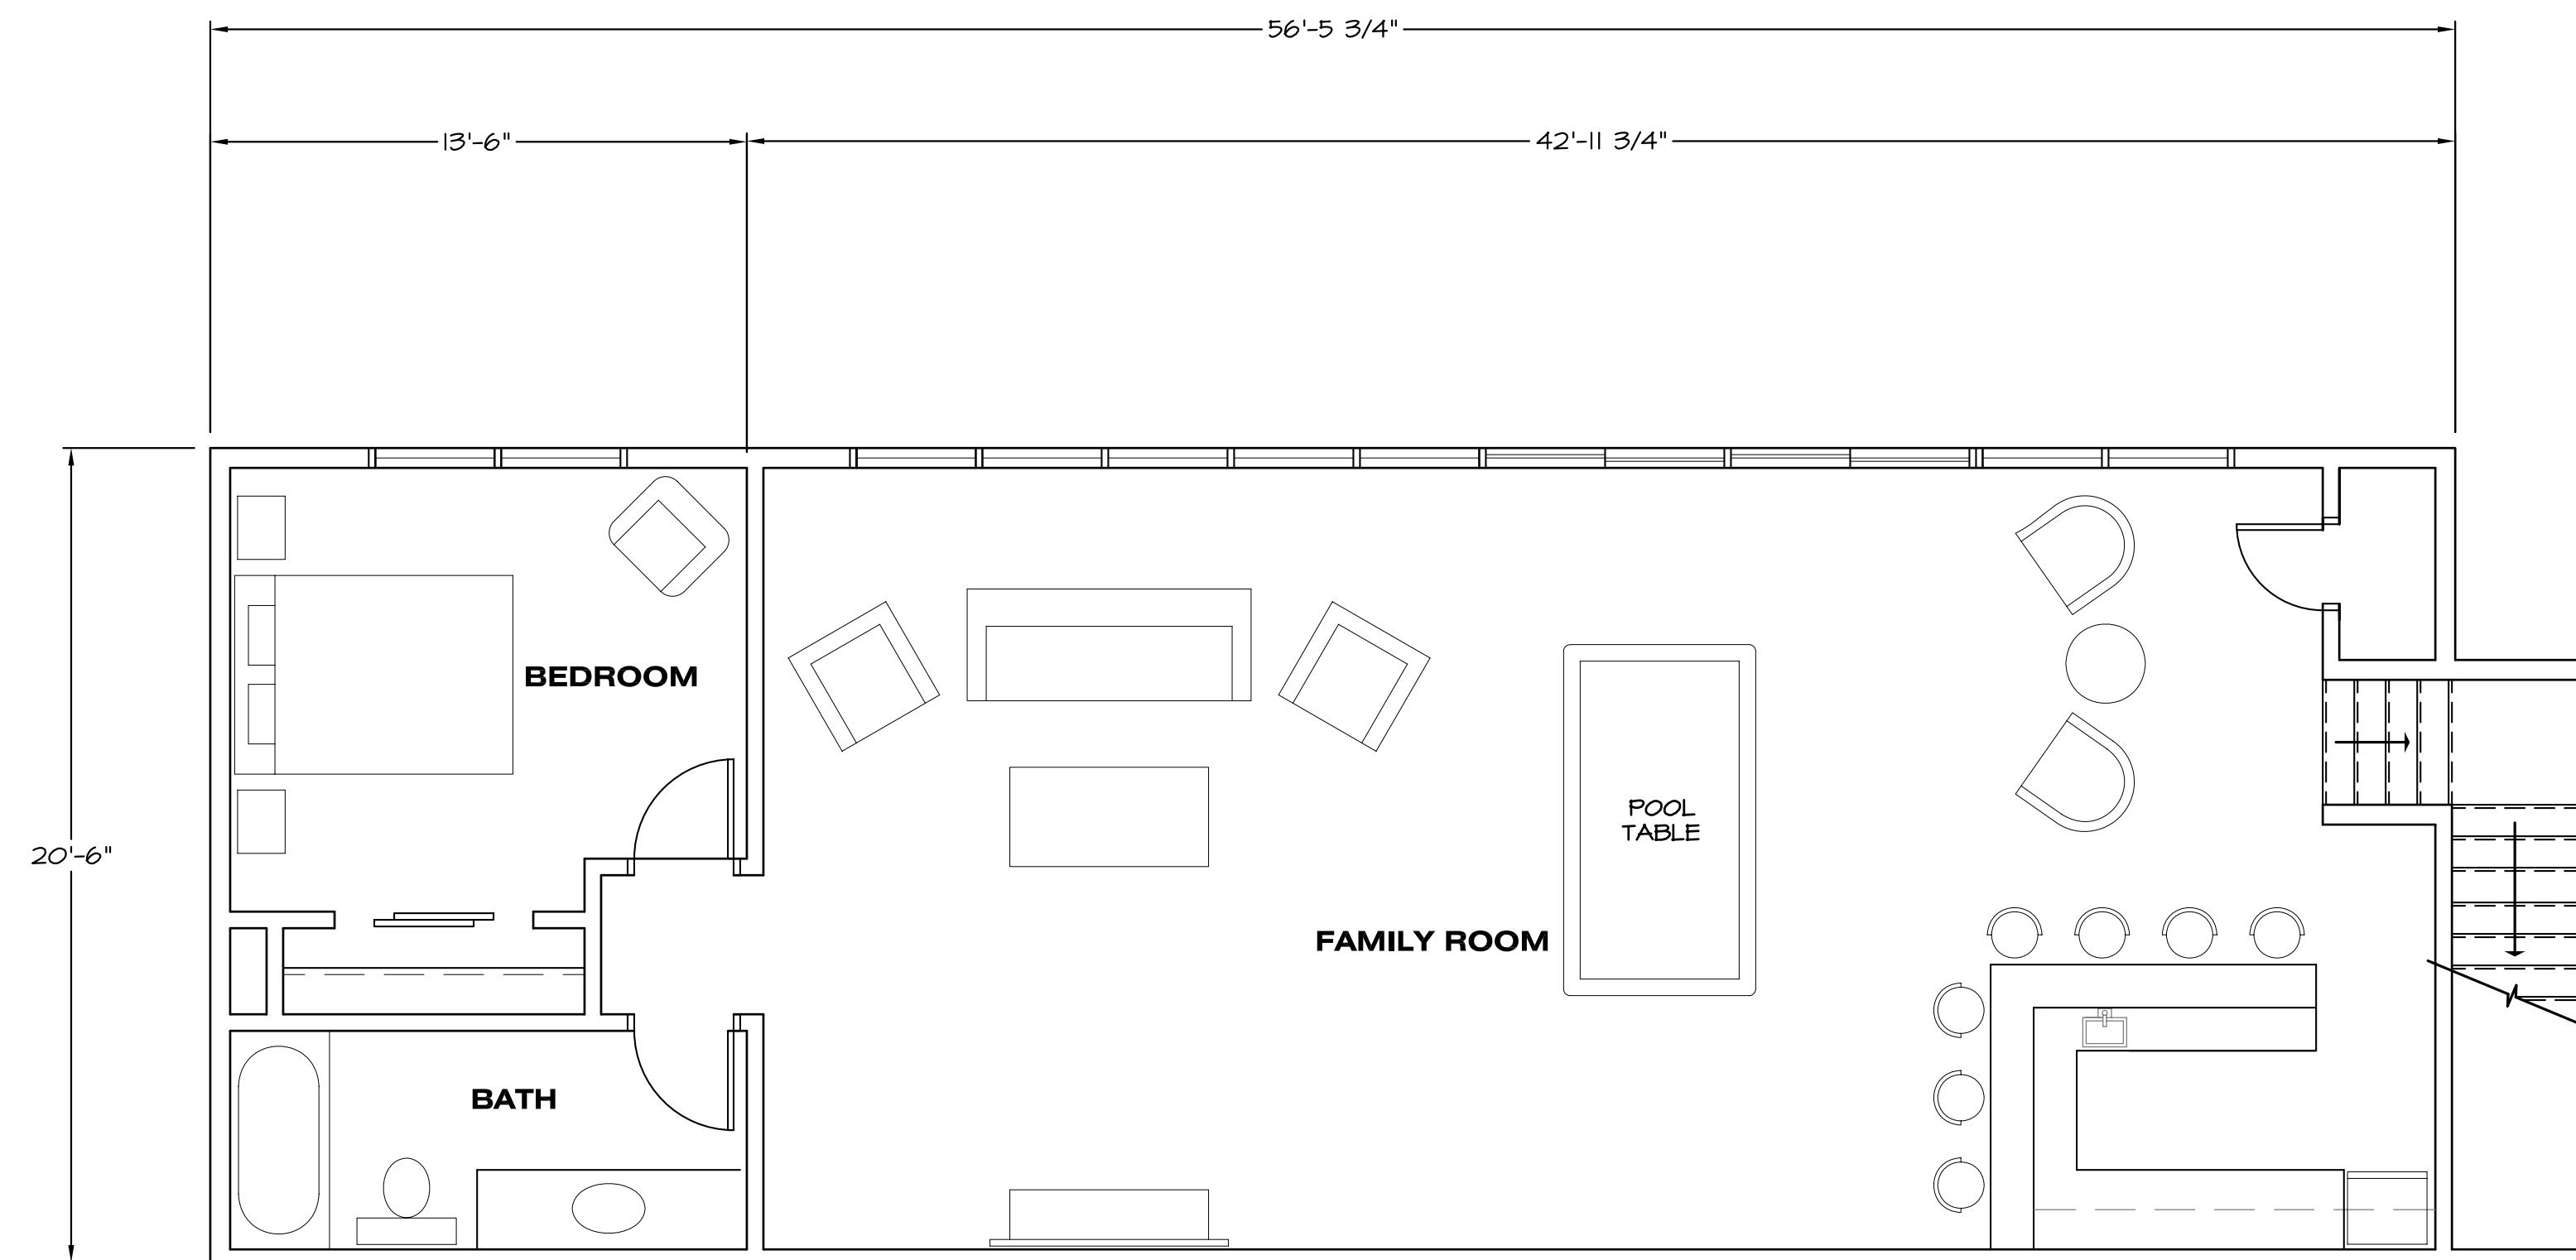 56'-5 3/4"
13'-6"
42'-11 3/4"
BEDROOM
POOL
TABLE
20'-6"
FAMILY ROOM
BATH